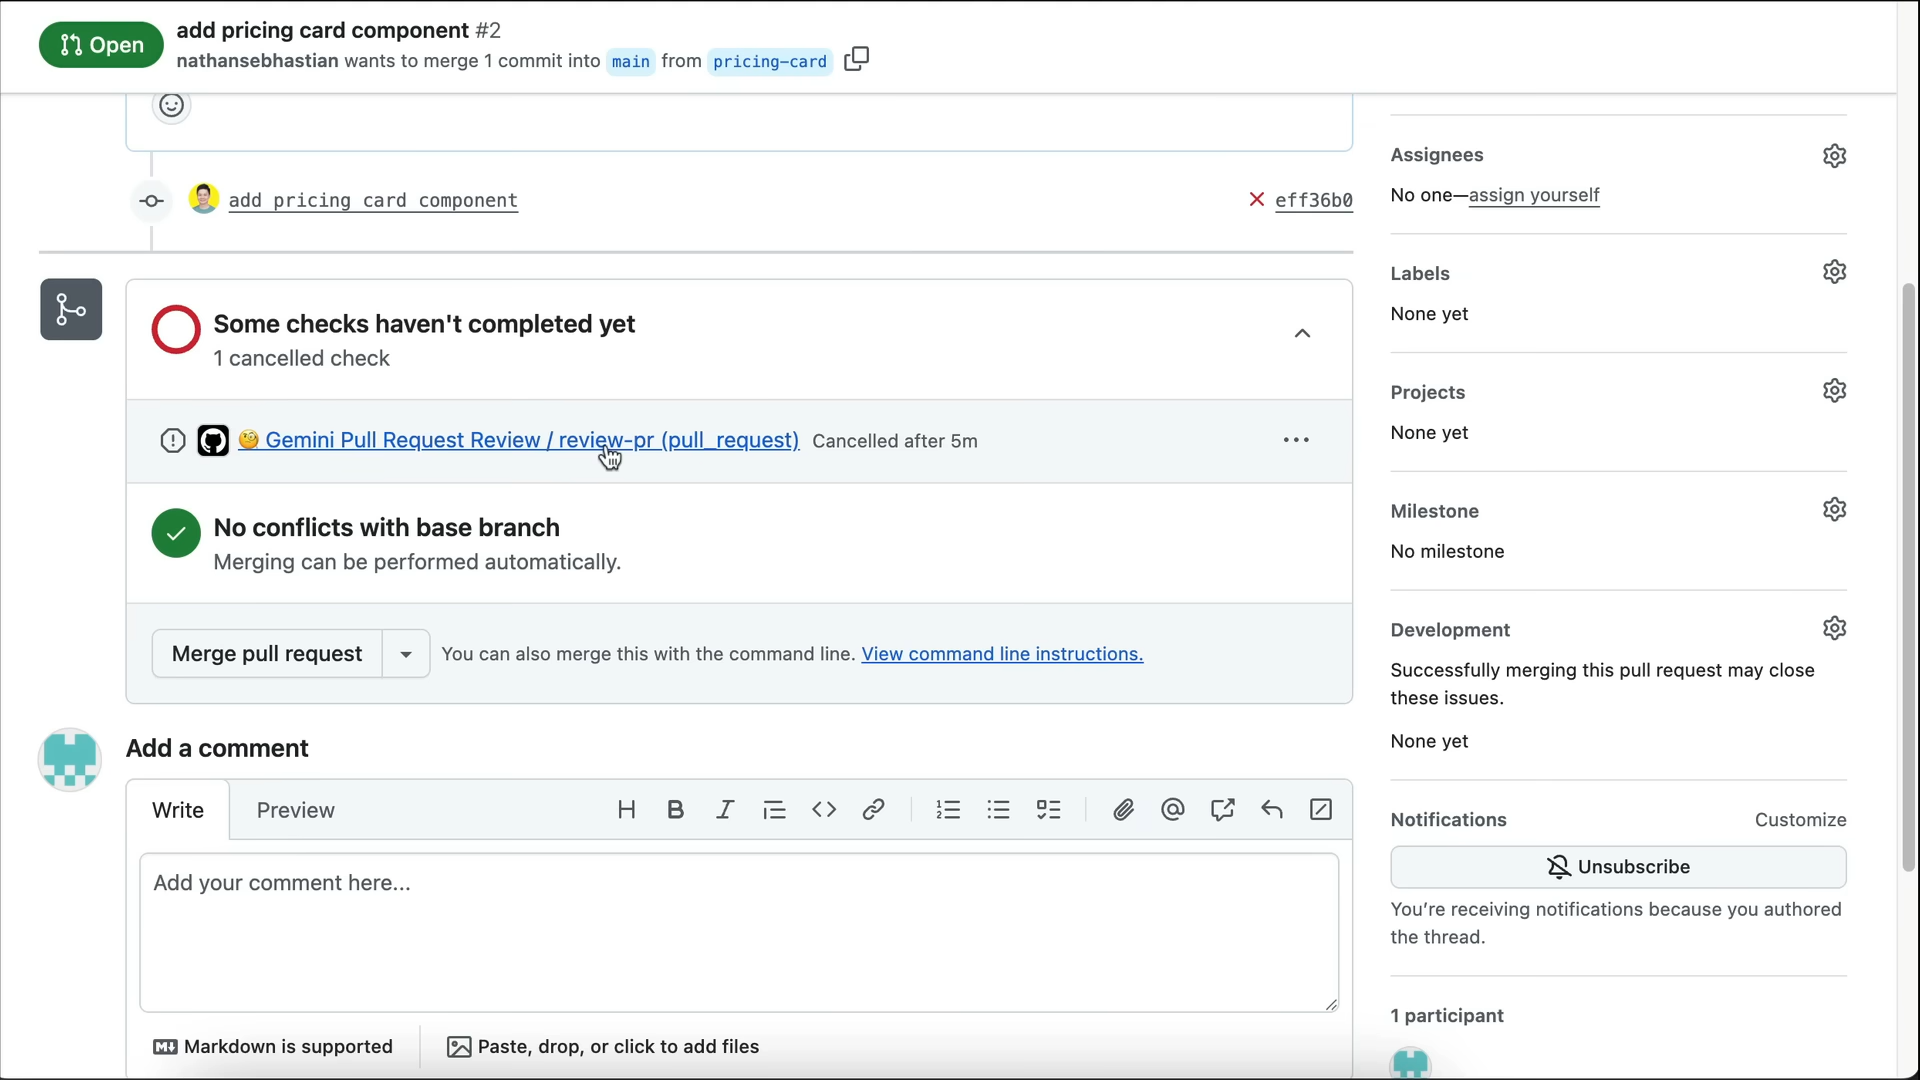 Open
add pricing card component #2
nathansebhastian wants to merge 1 commit into main from pricing-card
add pricing card component
eff36b0
Some checks haven't completed yet
1 cancelled check
Gemini Pull Request Review / review-pr (pull_request) Cancelled after 5m
No conflicts with base branch
Merging can be performed automatically.
Merge pull request
You can also merge this with the command line. View command line instructions.
Add a comment
Write
Preview
Add your comment here...
Markdown is supported
Paste, drop, or click to add files
Assignees
No one—assign yourself
Labels
None yet
Projects
None yet
Milestone
No milestone
Development
Successfully merging this pull request may close
these issues.
None yet
Notifications
Customize
Unsubscribe
You’re receiving notifications because you authored
the thread.
1 participant